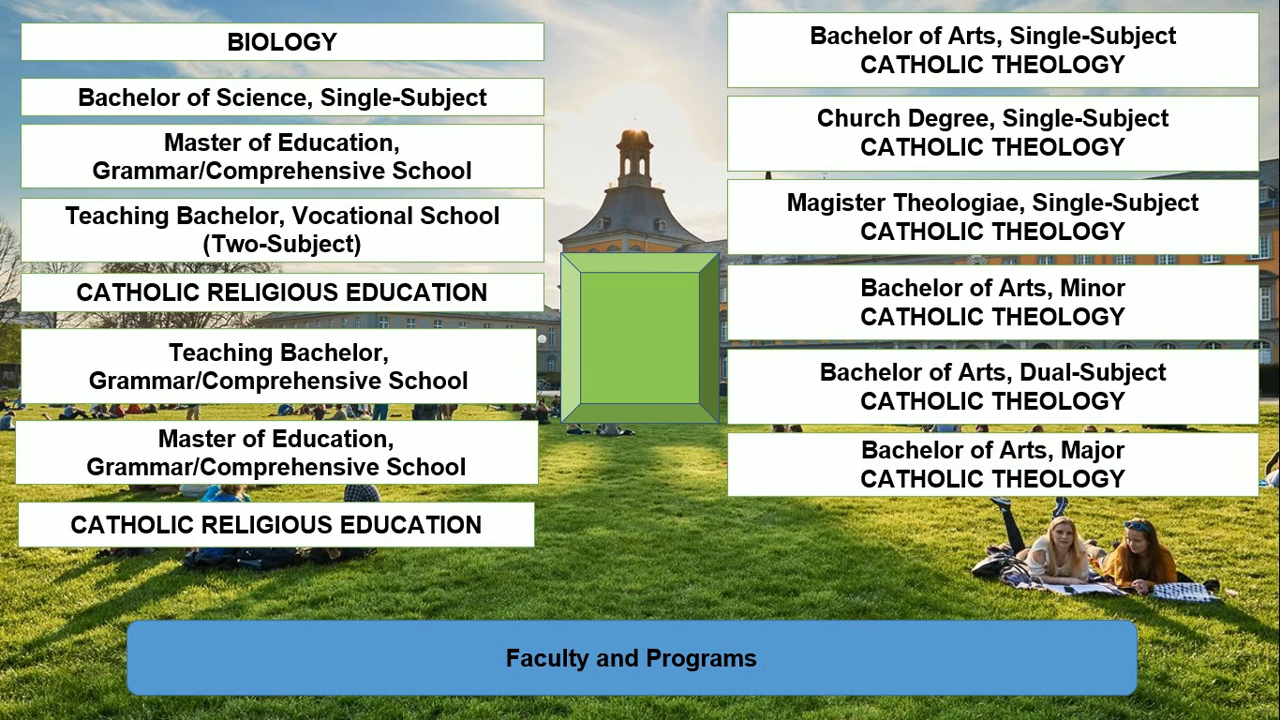 BIOLOGY
Bachelor of Science, Single-Subject
Master of Education,
Grammar/Comprehensive School
Teaching Bachelor, Vocational School
(Two-Subject)
CATHOLIC RELIGIOUS EDUCATION
Teaching Bachelor,
Grammar/Comprehensive School
Master of Education,
Grammar/Comprehensive School
CATHOLIC RELIGIOUS EDUCATION
Bachelor of Arts, Single-Subject
CATHOLIC THEOLOGY
Church Degree, Single-Subject
CATHOLIC THEOLOGY
Magister Theologiae, Single-Subject
CATHOLIC THEOLOGY
Bachelor of Arts, Minor
CATHOLIC THEOLOGY
Bachelor of Arts, Dual-Subject
CATHOLIC THEOLOGY
Bachelor of Arts, Major
CATHOLIC THEOLOGY
Faculty and Programs